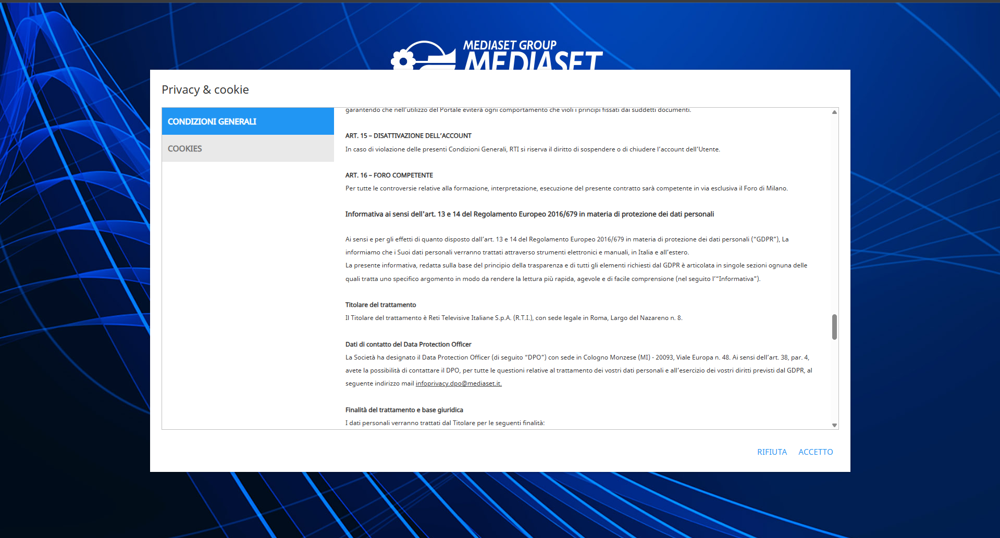 MEDIASET GROUP
MEDIASET
Privacy & cookie
CONDIZIONI GENERALI
COOKIES
garantendo che nell’utilizzo del Portale eviterà ogni comportamento che violi i principi fissati dai suddetti documenti.
ART. 15 – DISATTIVAZIONE DELL’ACCOUNT
In caso di violazione delle presenti Condizioni Generali, RTI si riserva il diritto di sospendere o di chiudere l’account dell’Utente.
ART. 16 – FORO COMPETENTE
Per tutte le controversie relative alla formazione, interpretazione, esecuzione del presente contratto sarà competente in via esclusiva il Foro di Milano.
Informativa ai sensi dell'art. 13 e 14 del Regolamento Europeo 2016/679 in materia di protezione dei dati personali
Ai sensi e per gli effetti di quanto disposto dall’art. 13 e 14 del Regolamento Europeo 2016/679 in materia di protezione dei dati personali (“GDPR”), La
informiamo che i Suoi dati personali verranno trattati attraverso strumenti elettronici e manuali, in Italia e all’estero.
La presente informativa, redatta sulla base del principio della trasparenza e di tutti gli elementi richiesti dal GDPR è articolata in singole sezioni ognuna delle
quali tratta uno specifico argomento in modo da rendere la lettura più rapida, agevole e di facile comprensione (nel seguito l’“Informativa”).
Titolare del trattamento
Il Titolare del trattamento è Reti Televisive Italiane S.p.A. (R.T.I.), con sede legale in Roma, Largo del Nazareno n. 8.
Dati di contatto del Data Protection Officer
La Società ha designato il Data Protection Officer (di seguito “DPO”) con sede in Cologno Monzese (MI) - 20093, Viale Europa n. 48. Ai sensi dell’art. 38, par. 4,
avete la possibilità di contattare il DPO, per tutte le questioni relative al trattamento dei vostri dati personali e all’esercizio dei vostri diritti previsti dal GDPR, al
seguente indirizzo mail infoprivacy.dpo@mediaset.it.
Finalità del trattamento e base giuridica
I dati personali verranno trattati dal Titolare per le seguenti finalità:
RIFIUTA
ACCETTO